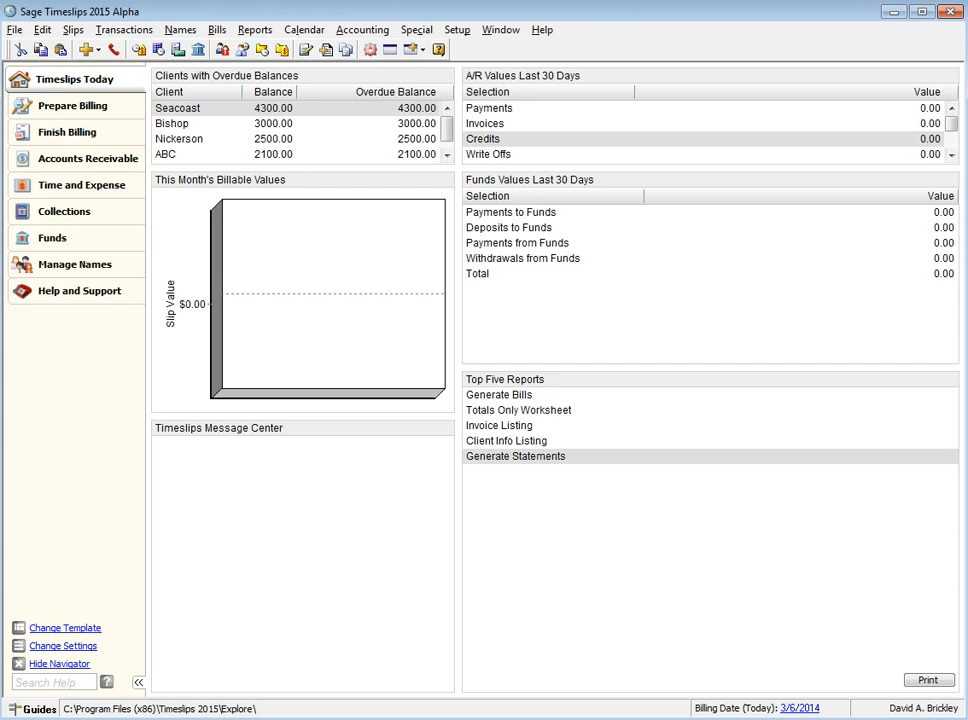 Sage Timeslips 2015 Alpha
File Edit Slips Transactions Names Bills Reports Calendar Accounting Special Setup Window Help
Timeslips Today
Prepare Billing
Finish Billing
Accounts Receivable
Time and Expense
Collections
Funds
Manage Names
Help and Support
Change Template
Change Settings
Hide Navigator
Search Help ? «
Clients with Overdue Balances
Client Balance Overdue Balance
Seacoast 4300.00 4300.00
Bishop 3000.00 3000.00
Nickerson 2500.00 2500.00
ABC 2100.00 2100.00
This Month's Billable Values
Slip Value
$0.00
Timeslips Message Center
A/R Values Last 30 Days
Selection Value
Payments 0.00
Invoices 0.00
Credits 0.00
Write Offs 0.00
Funds Values Last 30 Days
Selection Value
Payments to Funds 0.00
Deposits to Funds 0.00
Payments from Funds 0.00
Withdrawals from Funds 0.00
Total 0.00
Top Five Reports
Generate Bills
Totals Only Worksheet
Invoice Listing
Client Info Listing
Generate Statements
Print
Guides C:\Program Files (x86)\Timeslips 2015\Explore\ Billing Date (Today): 3/6/2014 David A. Brickley